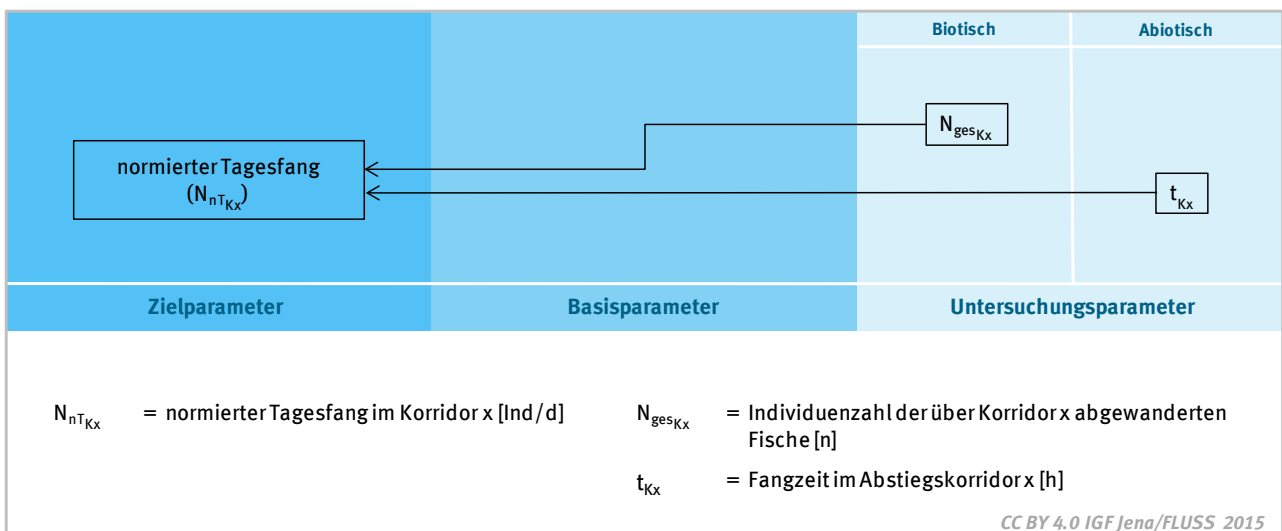 Biotisch
Abiotisch
N_ges_Kx
normierter Tagesfang
(N_nT_Kx)
t_Kx
Zielparameter
Basisparameter
Untersuchungsparameter
N_nT_Kx = normierter Tagesfang im Korridor x [Ind/d]
N_ges_Kx = Individuenzahl der über Korridor x abgewanderten
Fische [n]
t_Kx = Fangzeit im Abstiegskorridor x [h]
CC BY 4.0 IGF Jena/FLUSS 2015